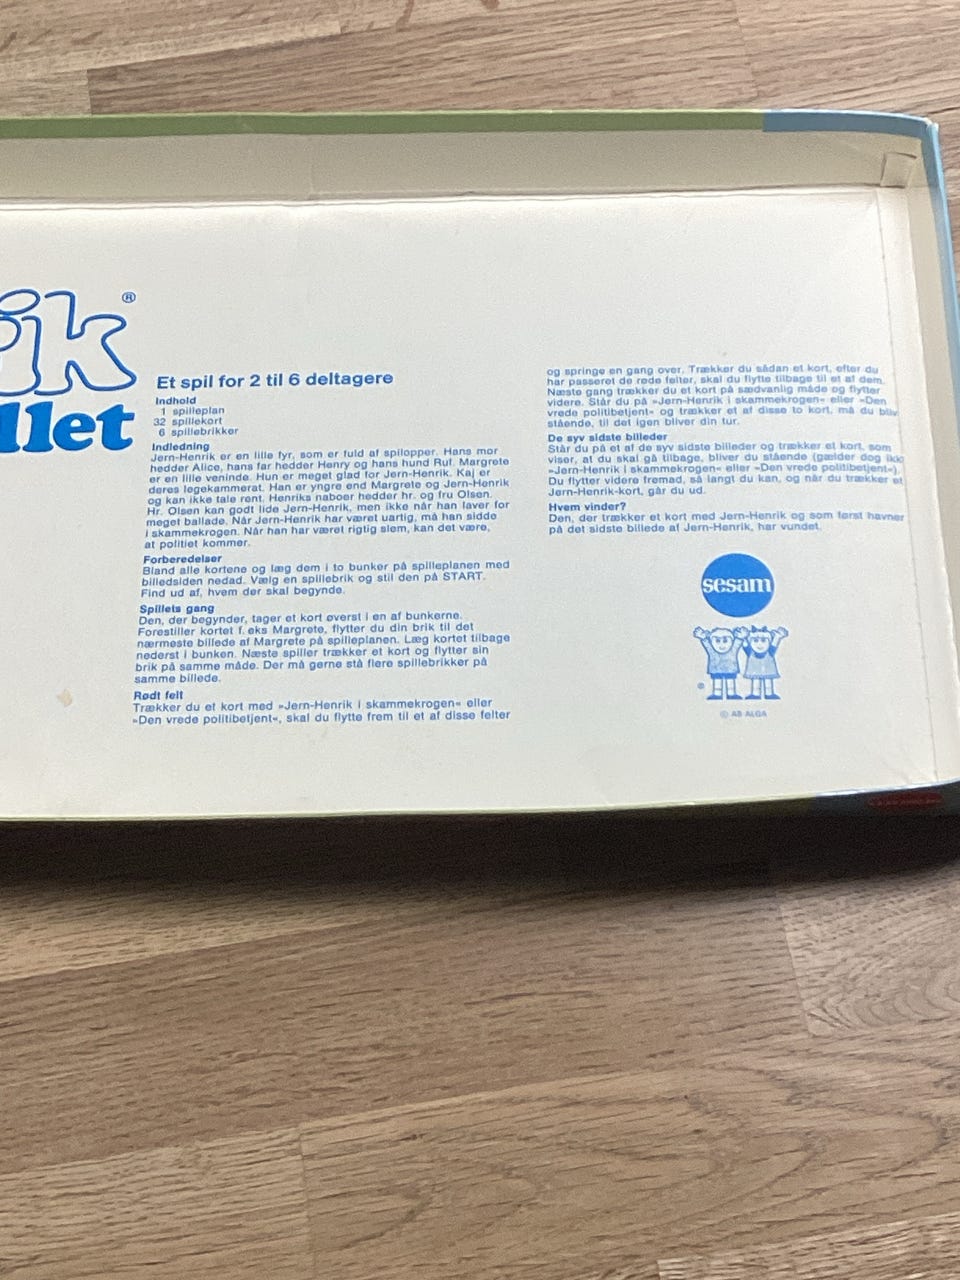 ik®
llet
Et spil for 2 til 6 deltagere
Indhold
1 spilleplan
32 spillekort
6 spillebrikker
Indledning
Jern-Henrik er en lille fyr, som er fuld af spilopper. Hans mor
hedder Alice, hans far hedder Henry og hans hund Ruf. Margrete
er en lille veninde. Hun er meget glad for Jern-Henrik. Kaj er
deres legekammerat. Han er yngre end Margrete og Jern-Henrik
og kan ikke tale rent. Henriks naboer hedder hr. og fru Olsen.
Hr. Olsen kan godt lide Jern-Henrik, men ikke når han laver for
meget ballade. Når Jern-Henrik har været uartig, må han sidde
i skammekrogen. Når han har været rigtig slem, kan det være,
at politiet kommer.
Forberedelser
Bland alle kortene og læg dem i to bunker på spilleplanen med
billedsiden nedad. Vælg en spillebrik og stil den på START.
Find ud af, hvem der skal begynde.
Spillets gang
Den, der begynder, tager et kort øverst i en af bunkerne.
Forestiller kortet f. eks Margrete, flytter du din brik til det
nærmeste billede af Margrete på spilleplanen. Læg kortet tilbage
nederst i bunken. Næste spiller trækker et kort og flytter sin
brik på samme måde. Der må gerne stå flere spillebrikker på
samme billede.
Rødt felt
Trækker du et kort med »Jern-Henrik i skammekrogen« eller
»Den vrede politibetjent«, skal du flytte frem til et af disse felter
og springe en gang over. Trækker du sådan et kort, efter du
har passeret de røde felter, skal du flytte tilbage til et af dem.
Næste gang trækker du et kort på sædvanlig måde og flytter
videre. Står du på »Jern-Henrik i skammekrogen« eller »Den
vrede politibetjent« og trækker et af disse to kort, må du bliv
stående, til det igen bliver din tur.
De syv sidste billeder
Står du på et af de syv sidste billeder og trækker et kort, som
viser, at du skal gå tilbage, bliver du stående (gælder dog ikk
»Jern-Henrik i skammekrogen« eller »Den vrede politibetjent«).
Du flytter videre fremad, så langt du kan, og når du trækker et
Jern-Henrik-kort, går du ud.
Hvem vinder?
Den, der trækker et kort med Jern-Henrik og som først havner
på det sidste billede af Jern-Henrik, har vundet.
sesam
®
© AB ALGA